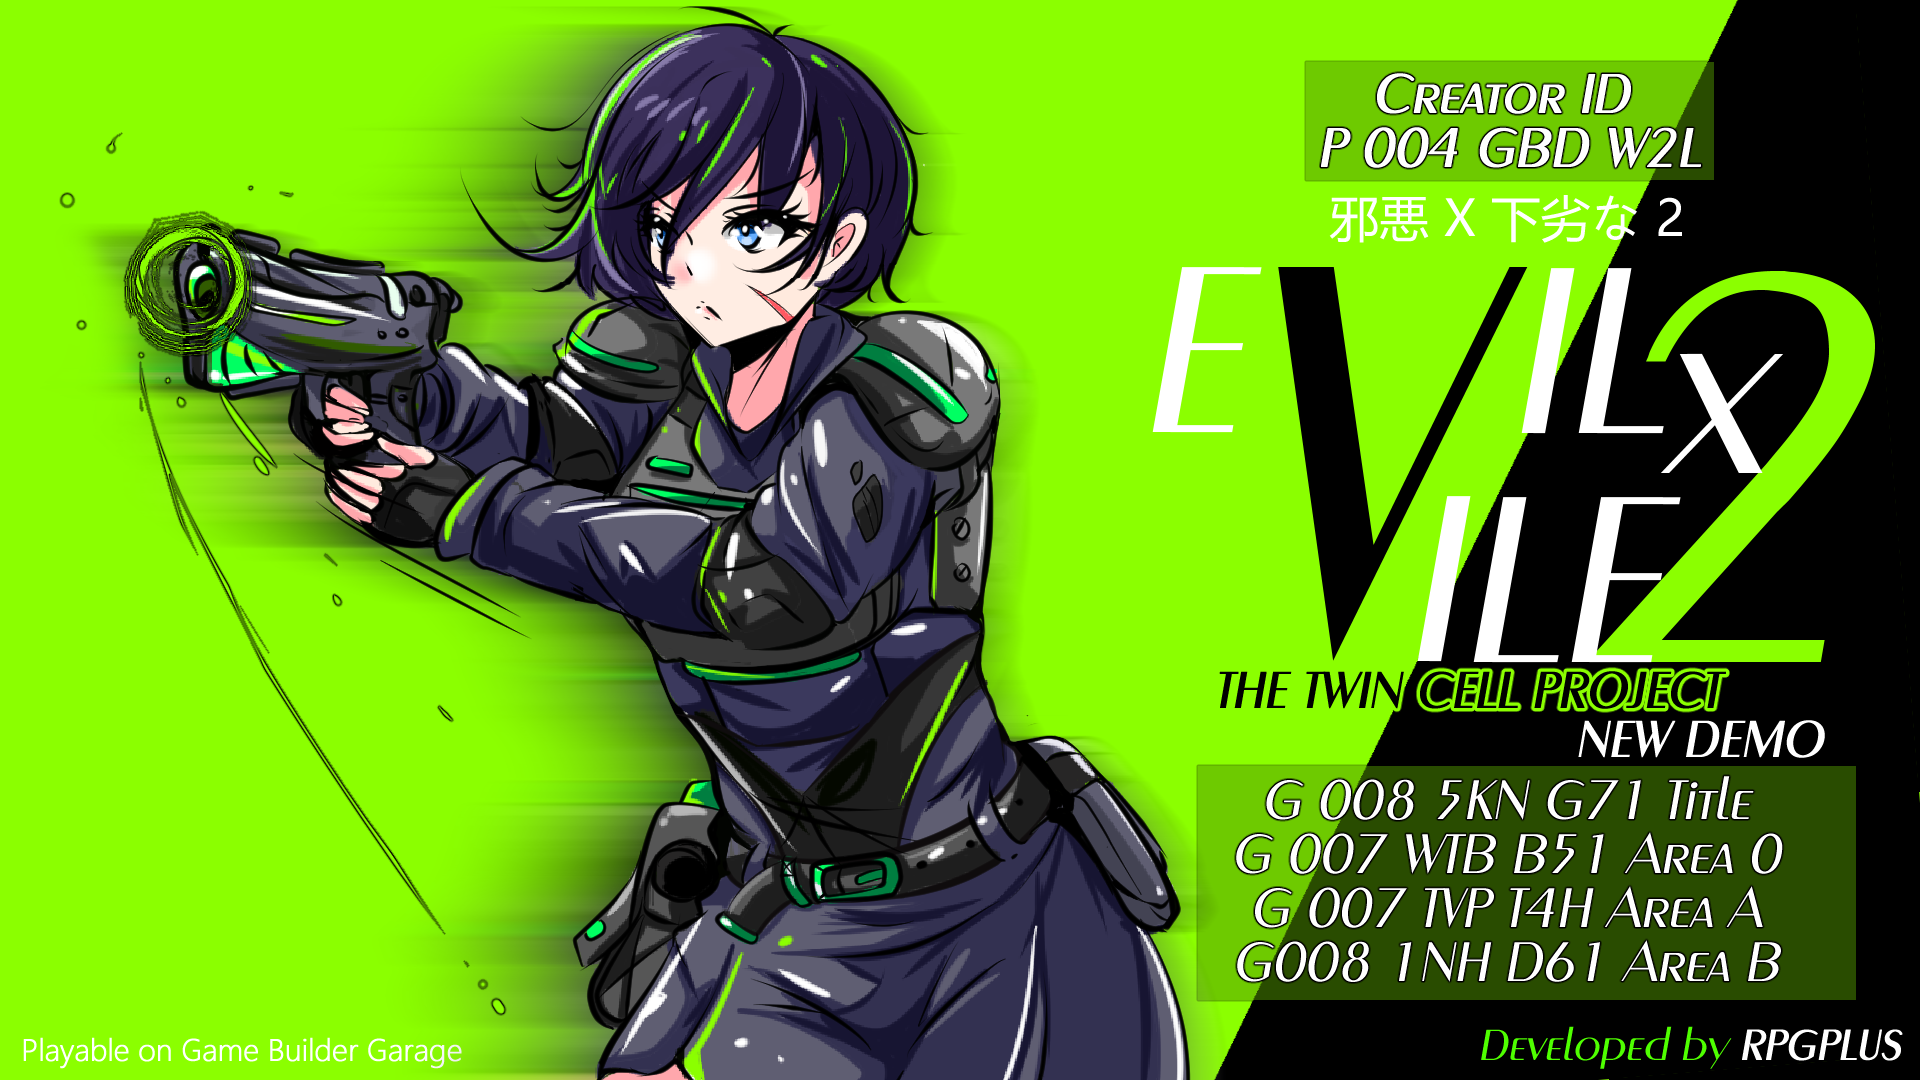 Creator ID
P 004 GBD W2L
邪悪 X 下劣な 2
EVIL X
VILE 2
THE TWIN CELL PROJECT
NEW DEMO
G 008 5KN G71 Title
G 007 WTB B51 Area 0
G 007 TVP T4H Area A
G008 1NH D61 Area B
Playable on Game Builder Garage
Developed by RPGPLUS